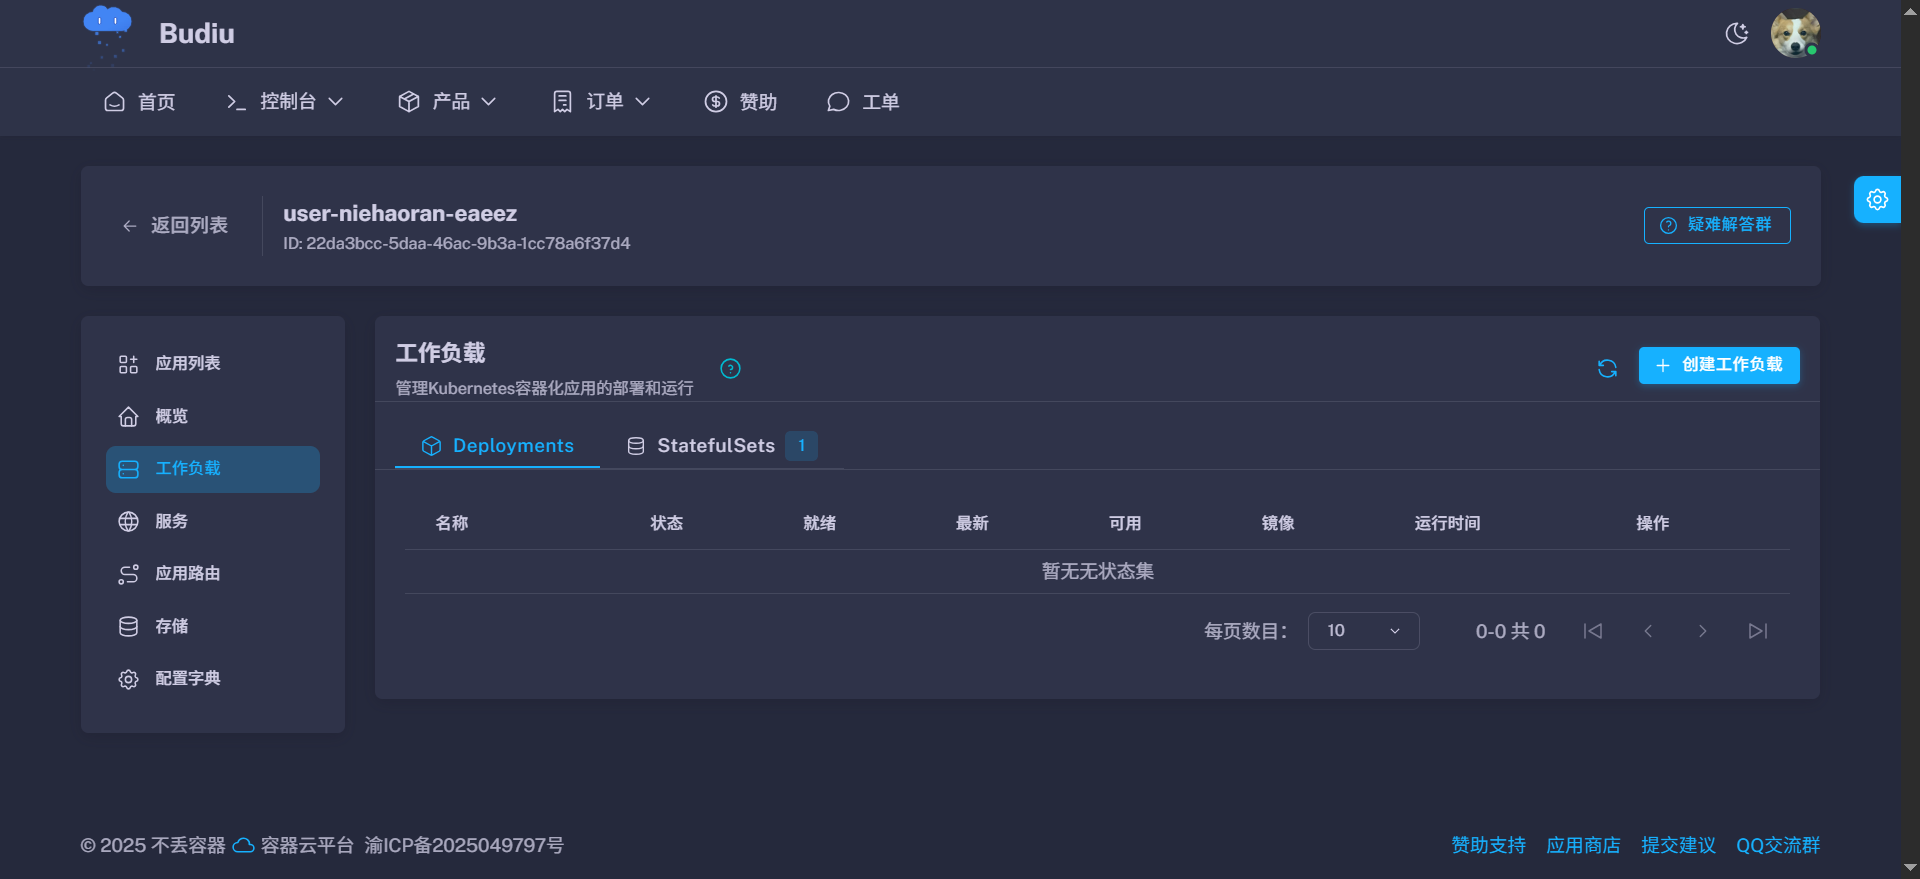 Budiu
首页
控制台
产品
订单
赞助
工单
返回列表
user-niehaoran-eaeez
ID: 22da3bcc-5daa-46ac-9b3a-1cc78a6f37d4
疑难解答群
应用列表
概览
工作负载
服务
应用路由
存储
配置字典
工作负载
管理Kubernetes容器化应用的部署和运行
创建工作负载
Deployments
StatefulSets 1
名称 状态 就绪 最新 可用 镜像 运行时间 操作
暂无无状态集
每页数目： 10 0-0 共 0
© 2025 不丢容器 容器云平台 渝ICP备2025049797号
赞助支持 应用商店 提交建议 QQ交流群